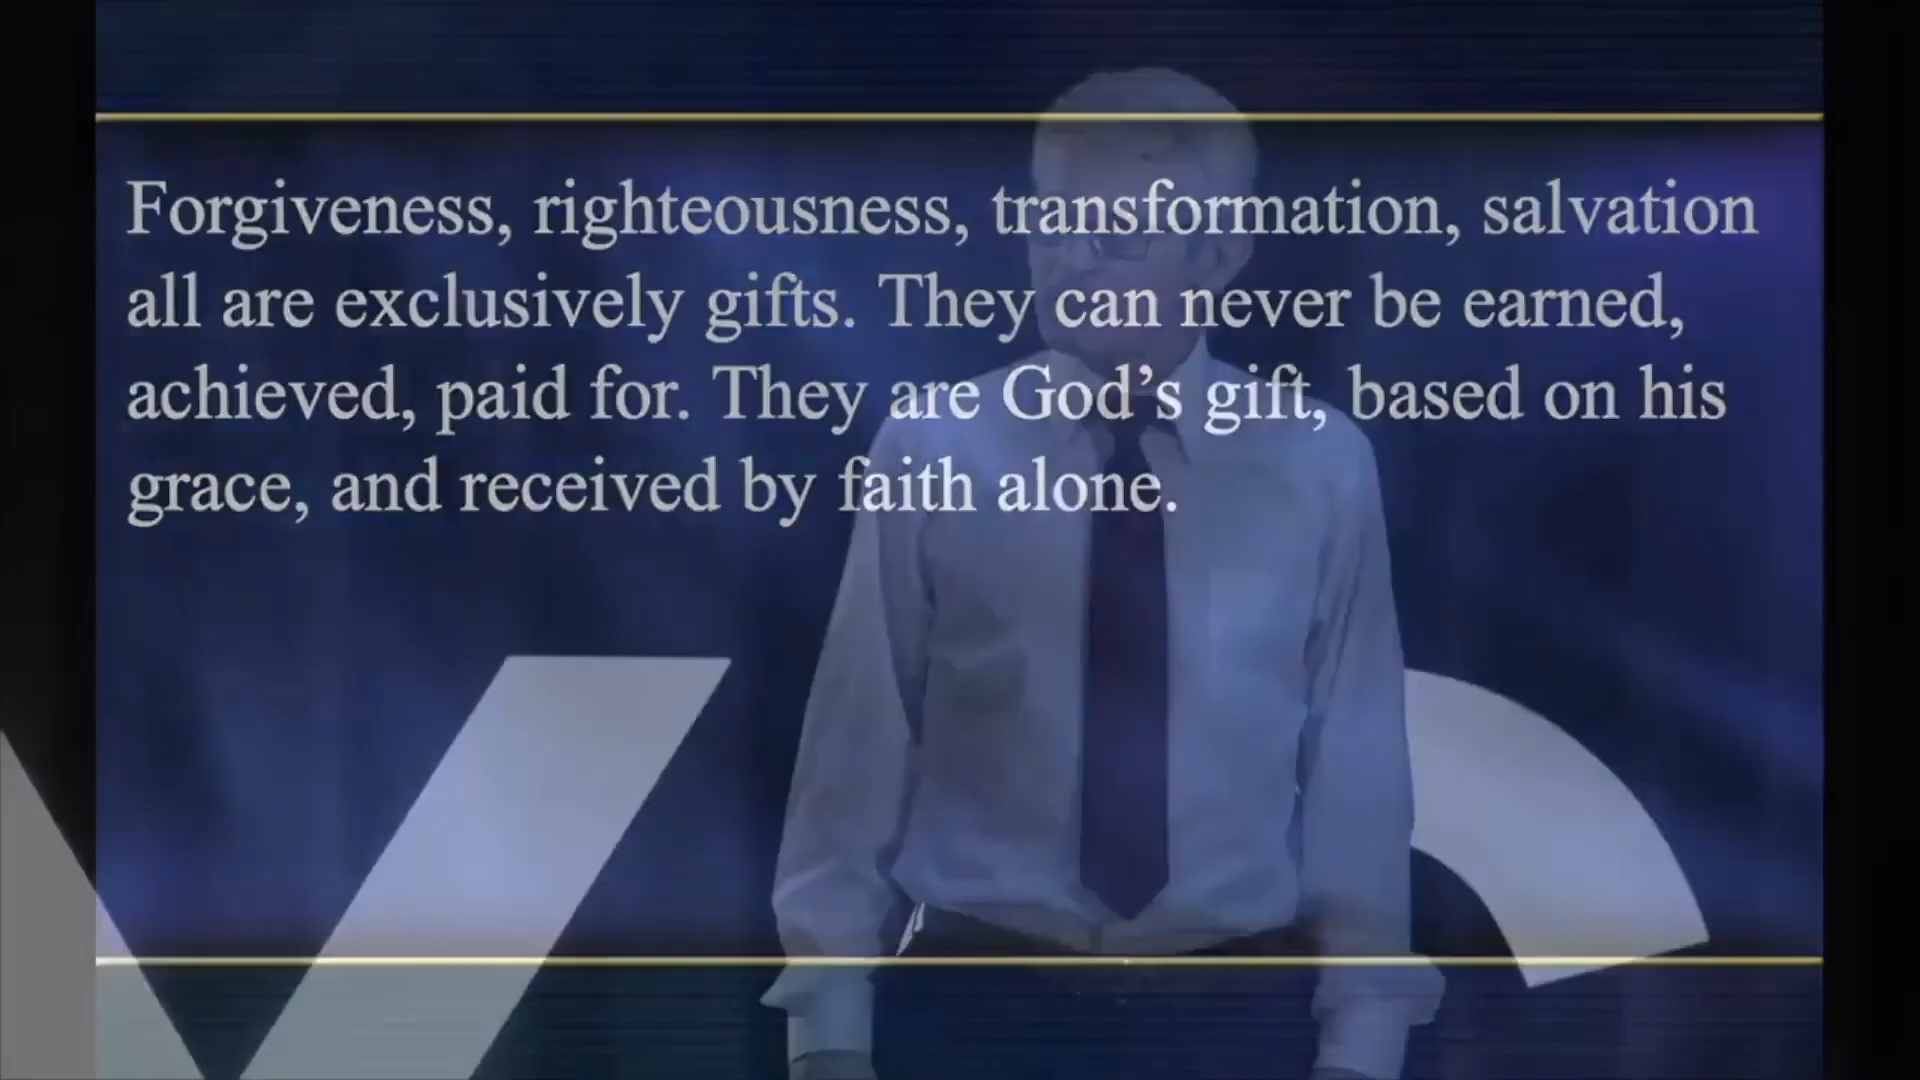 Forgiveness, righteousness, transformation, salvation
all are exclusively gifts. They can never be earned,
achieved, paid for. They are God’s gift, based on his
grace, and received by faith alone.